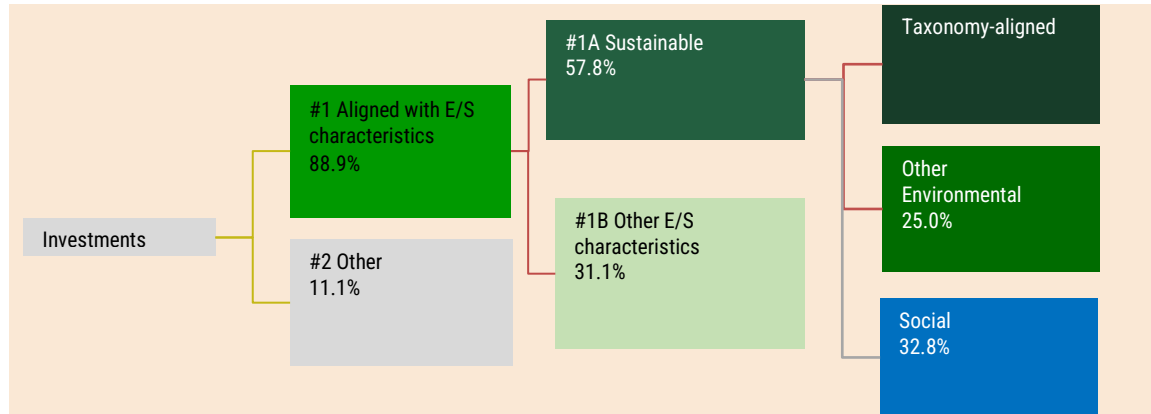 Investments
#1 Aligned with E/S
characteristics
88.9%
#2 Other
11.1%
#1A Sustainable
57.8%
#1B Other E/S
characteristics
31.1%
Taxonomy-aligned
Other
Environmental
25.0%
Social
32.8%